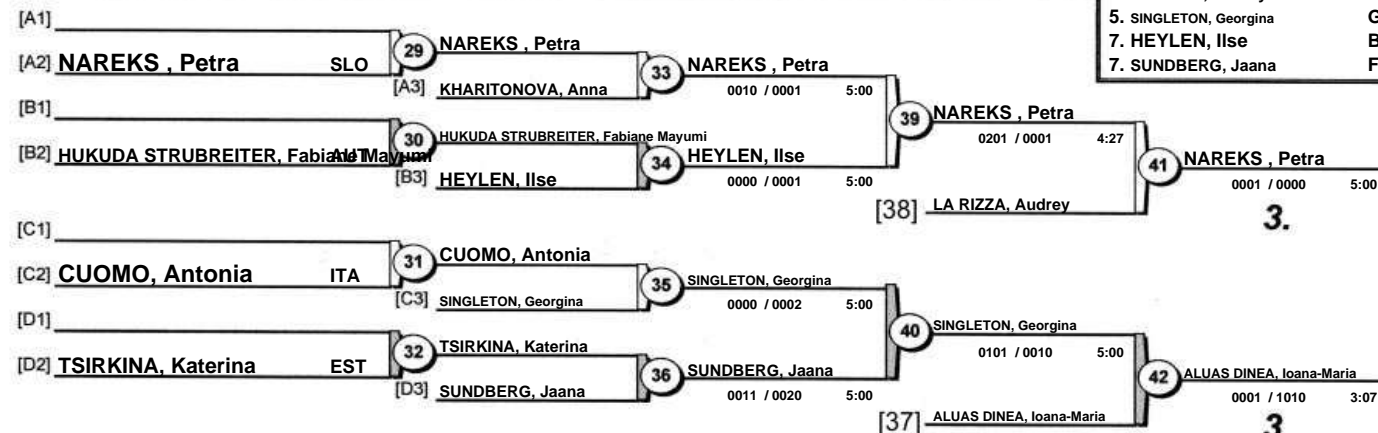 5. SINGLETON, Georgina G
7. HEYLEN, Ilse B
7. SUNDBERG, Jaana F
[A1]
[A2] NAREKS , Petra SLO
29
NAREKS , Petra
[A3] KHARITONOVA, Anna
33
NAREKS , Petra
0010 / 0001 5:00
[B1]
[B2] HUKUDA STRUBREITER, Fabiane Mayumi AUT
30
HUKUDA STRUBREITER, Fabiane Mayumi
[B3] HEYLEN, Ilse
34
HEYLEN, Ilse
0000 / 0001 5:00
39
NAREKS , Petra
0201 / 0001 4:27
[38] LA RIZZA, Audrey
41
NAREKS , Petra
0001 / 0000 5:00
3.
[C1]
[C2] CUOMO, Antonia ITA
31
CUOMO, Antonia
[C3] SINGLETON, Georgina
35
SINGLETON, Georgina
0000 / 0002 5:00
[D1]
[D2] TSIRKINA, Katerina EST
32
TSIRKINA, Katerina
[D3] SUNDBERG, Jaana
36
SUNDBERG, Jaana
0011 / 0020 5:00
40
SINGLETON, Georgina
0101 / 0010 5:00
[37] ALUAS DINEA, Ioana-Maria
42
ALUAS DINEA, Ioana-Maria
0001 / 1010 3:07
3